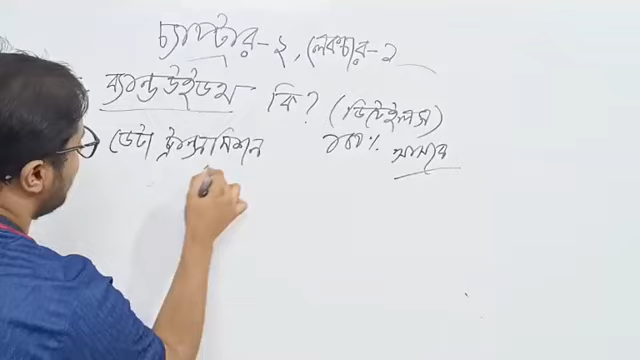 চ্যাপ্টার-২, লেকচার-২
ব্যান্ডউইডথ কি? (ডিটেইলস)
ডেটা ট্রান্সমিশন ১০০% আসবে